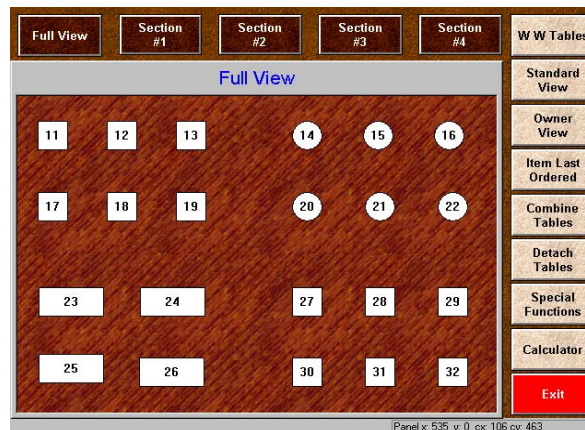 Full View
Section
#1
Section
#2
Section
#3
Section
#4
W W Tables
Full View
Standard
View
Owner
View
Item Last
Ordered
Combine
Tables
Detach
Tables
Special
Functions
Calculator
Exit
11 12 13 14 15 16
17 18 19 20 21 22
23 24 27 28 29
25 26 30 31 32
Panel x: 535 y: 0 cx: 106 cy: 463